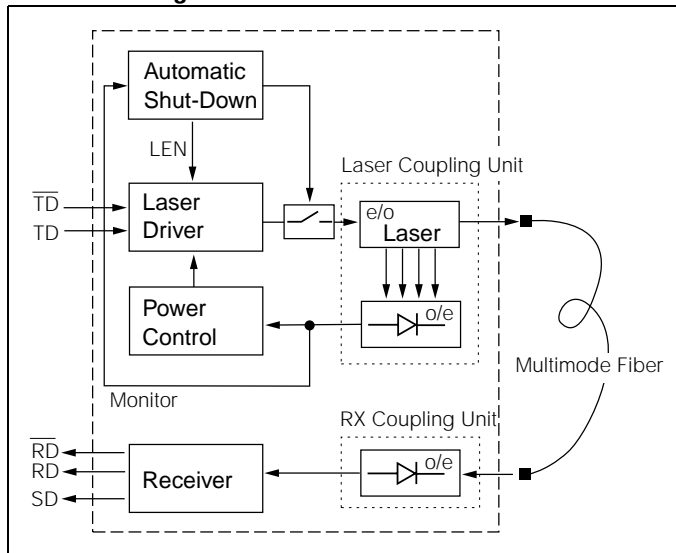 Automatic
Shut-Down
LEN
Laser Coupling Unit
TD
TD
Laser
Driver
e/o
Laser
Power
Control
o/e
Multimode Fiber
Monitor
RX Coupling Unit
RD
RD
SD
Receiver
o/e